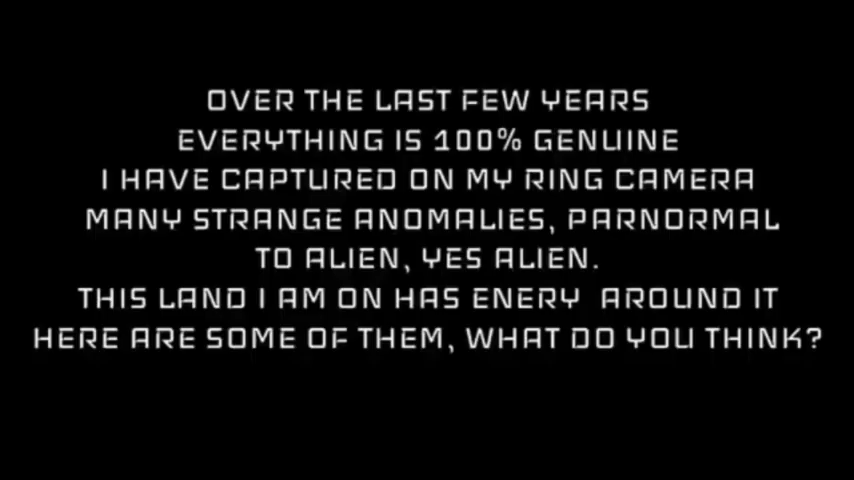 OVER THE LAST FEW YEARS
EVERYTHING IS 100% GENUINE
I HAVE CAPTURED ON MY RING CAMERA
MANY STRANGE ANOMALIES, PARNORMAL
TO ALIEN, YES ALIEN.
THIS LAND I AM ON HAS ENERY  AROUND IT
HERE ARE SOME OF THEM, WHAT DO YOU THINK?